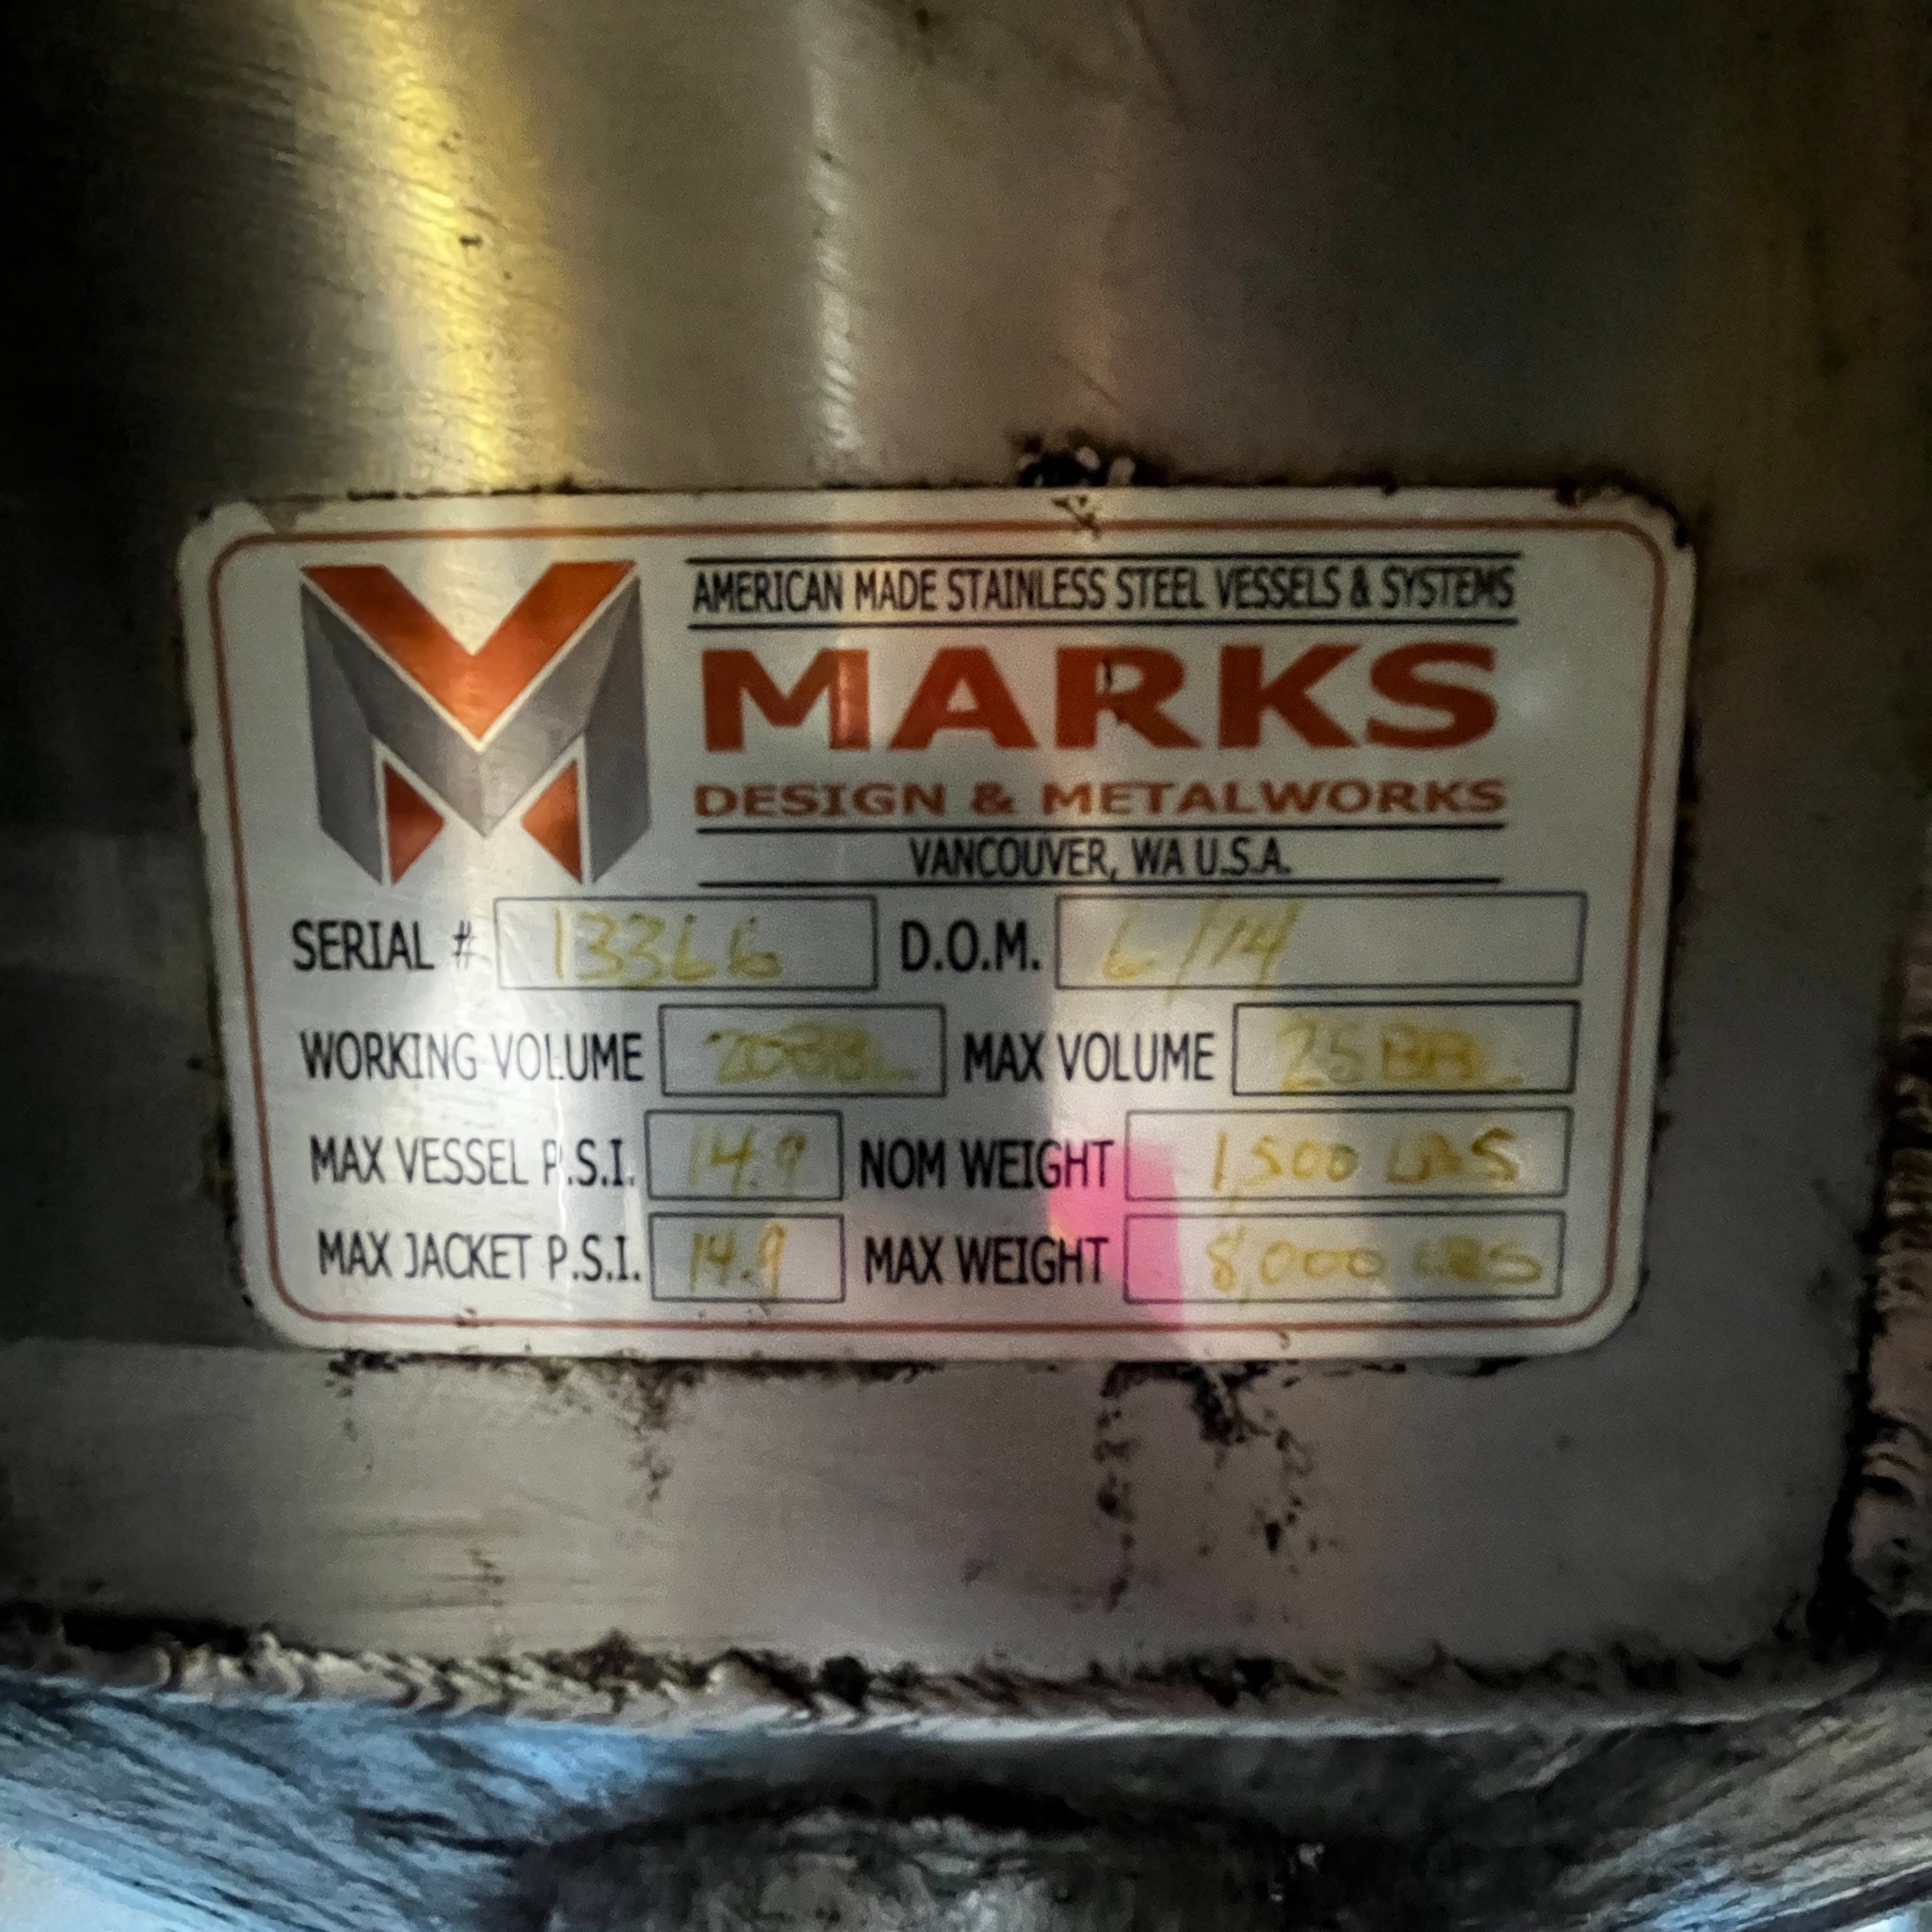 AMERICAN MADE STAINLESS STEEL VESSELS & SYSTEMS
MARKS
DESIGN & METALWORKS
VANCOUVER, WA U.S.A.
SERIAL # 13366 D.O.M. 6/14
WORKING VOLUME 20BBL MAX VOLUME 25BBL
MAX VESSEL P.S.I. 14.9 NOM WEIGHT 1,500 LBS
MAX JACKET P.S.I. 14.9 MAX WEIGHT 8,000 LBS